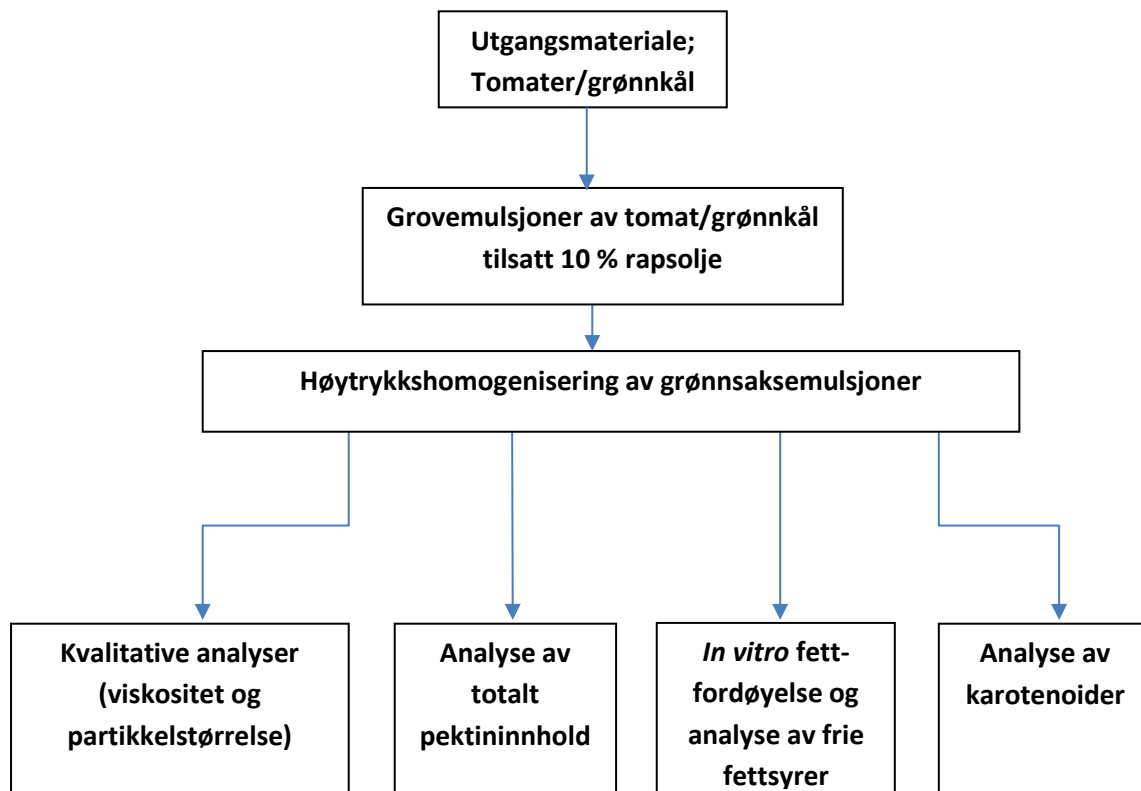 Utgangsmateriale;
Tomater/grønnkål
Grovemulsjoner av tomat/grønnkål
tilsatt 10 % rapsolje
Høytrykkshomogenisering av grønnsaksemulsjoner
Kvalitative analyser
(viskositet og
partikkelstørrelse)
Analyse av
totalt
pektininnhold
In vitro fett-
fordøyelse og
analyse av frie
fettsyrer
Analyse av
karotenoider